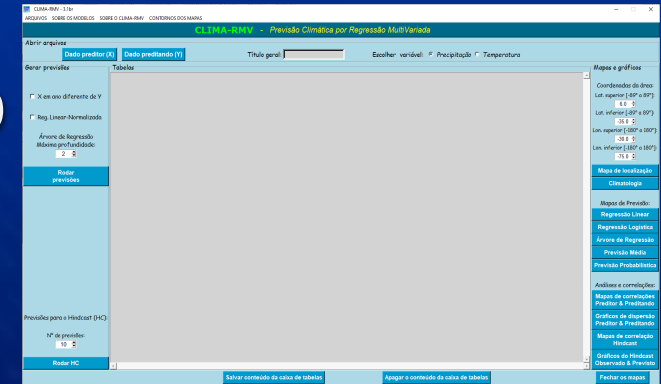 CLIMA-RMV - 3.1br
ARQUIVOS SOBRE OS MODELOS SOBRE O CLIMA-RMV CONTORNOS DOS MAPAS
CLIMA-RMV - Previsão Climática por Regressão MultiVariada
Abrir arquivos
Dado preditor (X) Dado preditando (Y) Título geral: Escolher variável: Precipitação Temperatura
Gerar previsões Tabelas Mapas e gráficos
X em ano diferente de Y
Reg. Linear-Normalizada
Árvore de Regressão
Máxima profundidade:
2
Rodar
previsões
Previsões para o Hindcast (HC):
Nº de previsões:
10
Rodar HC
Coordenadas da área:
Lat. superior [-89° a 89°]:
6.0
Lat. inferior [-89° a 89°]:
-35.0
Lon. superior [-180° a 180°]:
-30.0
Lon. inferior [-180° a 180°]:
-75.0
Mapa de localização
Climatologia
Mapas de Previsão:
Regressão Linear
Regressão Logística
Árvore de Regressão
Previsão Média
Previsão Probabilística
Análises e correlações:
Mapas de correlações
Preditor & Preditando
Gráficos de dispersão
Preditor & Preditando
Mapas de correlação
Hindcast
Gráficos do Hindcast
Observado & Previsto
Salvar conteúdo da caixa de tabelas Apagar o conteúdo da caixa de tabelas Fechar os mapas